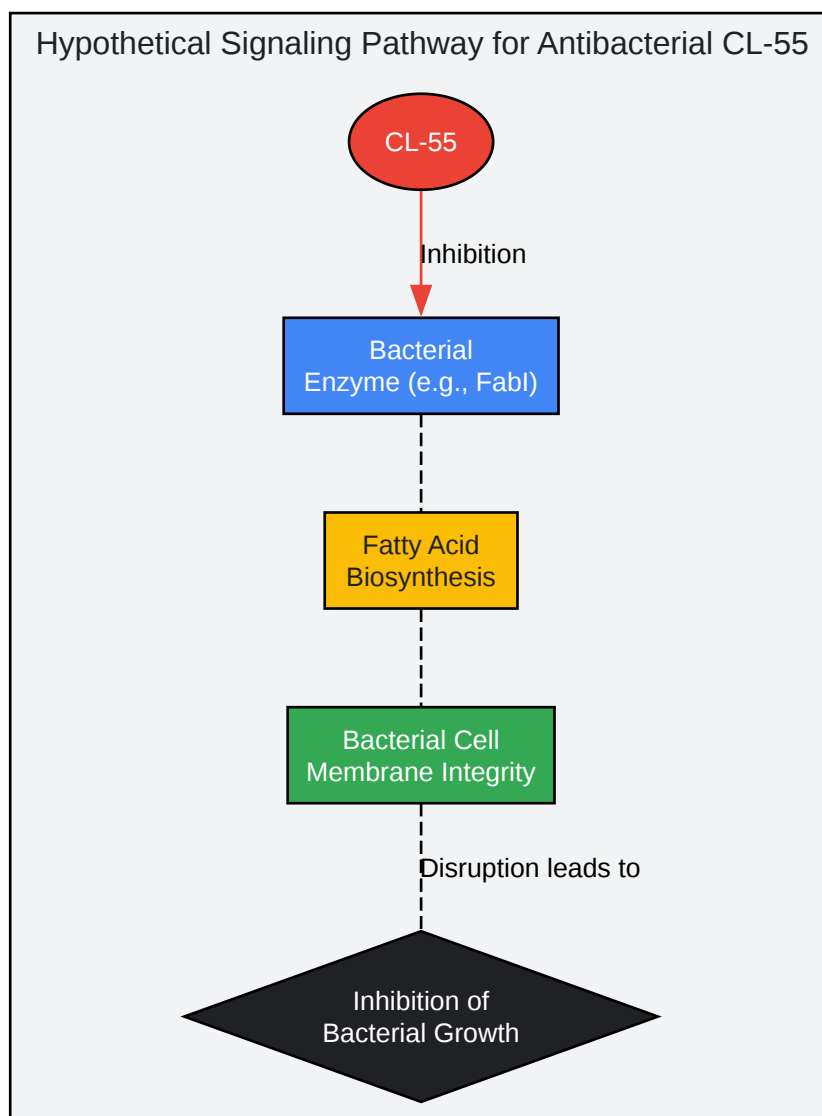 Hypothetical Signaling Pathway for Antibacterial CL-55
CL-55
Inhibition
Bacterial
Enzyme (e.g., FabI)
Fatty Acid
Biosynthesis
Bacterial Cell
Membrane Integrity
Disruption leads to
Inhibition of
Bacterial Growth